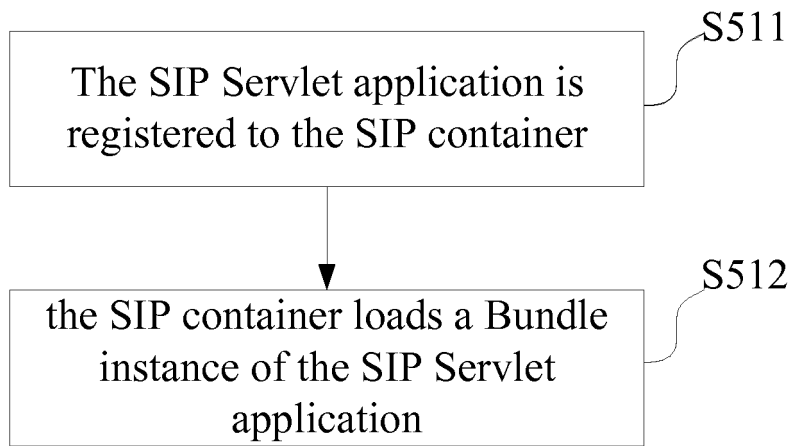 S511
The SIP Servlet application is
registered to the SIP container
S512
the SIP container loads a Bundle
instance of the SIP Servlet
application